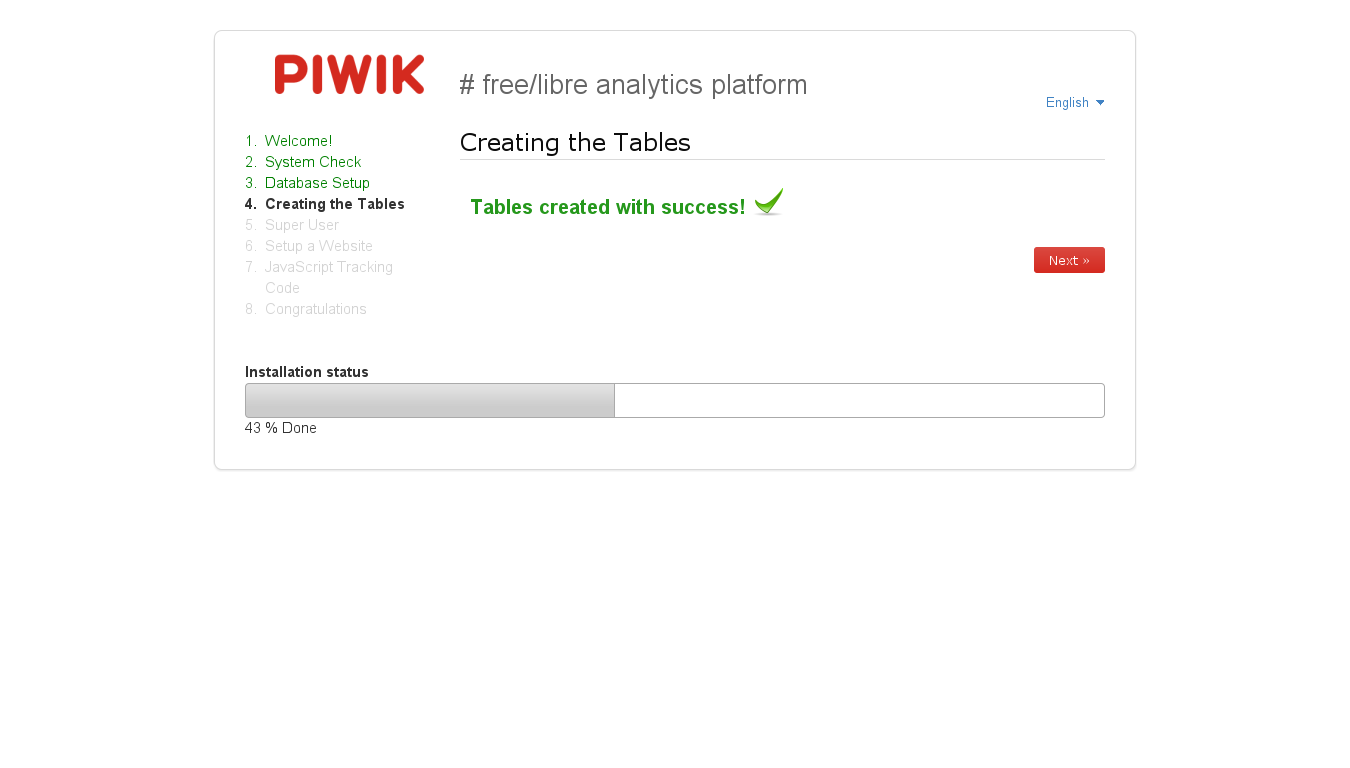 PIWIK
# free/libre analytics platform
English
1. Welcome!
2. System Check
3. Database Setup
4. Creating the Tables
5. Super User
6. Setup a Website
7. JavaScript Tracking
Code
8. Congratulations
Creating the Tables
Tables created with success!
Next »
Installation status
43 % Done